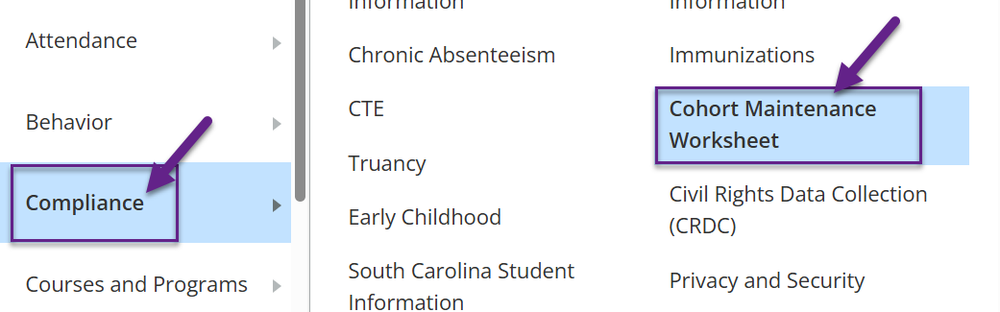 Attendance
Behavior
Compliance
Courses and Programs
Information
Chronic Absenteeism
CTE
Truancy
Early Childhood
South Carolina Student
Information
Information
Immunizations
Cohort Maintenance
Worksheet
Civil Rights Data Collection
(CRDC)
Privacy and Security